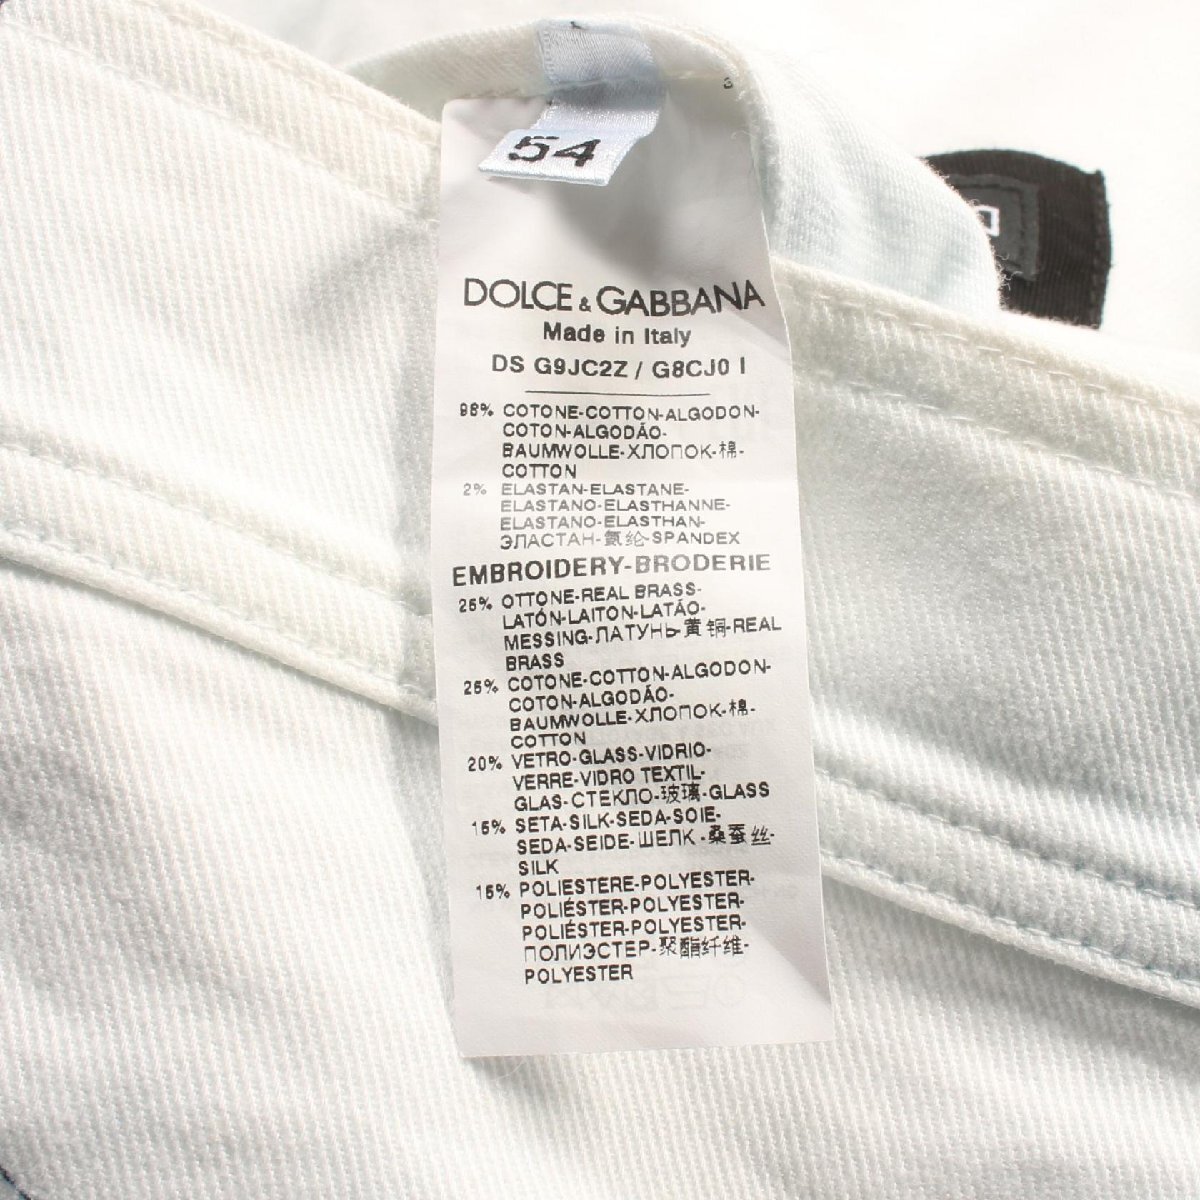 54
DOLCE & GABBANA
Made in Italy
DS G9JC2Z / G8CJ0 I
98% COTONE-COTTON-ALGODON-
COTON-ALGODÃO-
BAUMWOLLE-ХЛОПОК-棉-
COTTON
2% ELASTAN-ELASTANE-
ELASTANO-ELASTHANNE-
ELASTANO-ELASTHAN-
ЭЛАСТАН-氨纶-SPANDEX
EMBROIDERY-BRODERIE
25% OTTONE-REAL BRASS-
LATÓN-LAITON-LATÃO-
MESSING-ЛАТУНЬ-黄铜-REAL
BRASS
25% COTONE-COTTON-ALGODON-
COTON-ALGODÃO-
BAUMWOLLE-ХЛОПОК-棉-
COTTON
20% VETRO-GLASS-VIDRIO-
VERRE-VIDRO TEXTIL-
GLAS-СТЕКЛО-玻璃-GLASS
15% SETA-SILK-SEDA-SOIE-
SEDA-SEIDE-ШЕЛК-桑蚕丝-
SILK
15% POLIESTERE-POLYESTER-
POLIÉSTER-POLYESTER-
POLIÉSTER-POLYESTER-
ПОЛИЭСТЕР-聚酯纤维-
POLYESTER